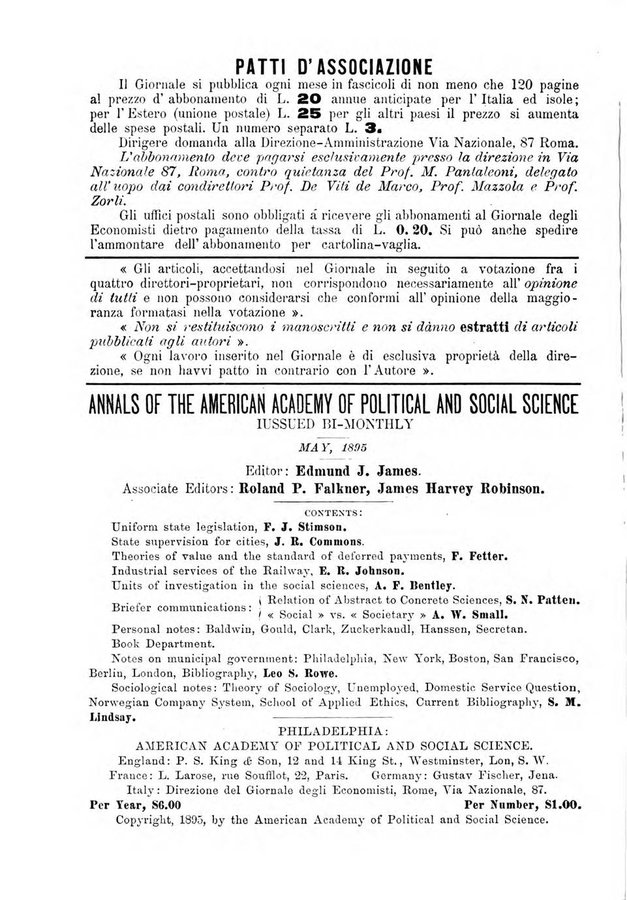 PATTI D'ASSOCIAZIONE
Il Giornale si pubblica ogni mese in fascicoli di non meno che 120 pagine
al prezzo d'abbonamento di L. 20 annue anticipate per l'Italia ed isole;
per l'Estero (unione postale) L. 25 per gli altri paesi il prezzo si aumenta
delle spese postali. Un numero separato L. 3.
Dirigere domanda alla Direzione-Amministrazione Via Nazionale, 87 Roma.
L'abbonamento deve pagarsi esclusivamente presso la direzione in Via
Nazionale 87, Roma, contro quietanza del Prof. M. Pantaleoni, delegato
all'uopo dai condirettori Prof. De Viti de Marco, Prof. Mazzola e Prof.
Zorli.
Gli uffici postali sono obbligati á ricevere gli abbonamenti al Giornale degli
Economisti dietro pagamento della tassa di L. 0.20. Si può anche spedire
l'ammontare dell'abbonamento per cartolina-vaglia.
« Gli articoli, accettandosi nel Giornale in seguito a votazione fra i
quattro direttori-proprietari, non corrispondono necessariamente all'opinione
di tutti e non possono considerarsi che conformi all'opinione della maggio-
ranza formatasi nella votazione ».
« Non si restituiscono i manoscritti e non si dànno estratti di articoli
pubblicati agli autori ».
« Ogni lavoro inserito nel Giornale è di esclusiva proprietà della dire-
zione, se non havvi patto in contrario con l'Autore ».
ANNALS OF THE AMERICAN ACADEMY OF POLITICAL AND SOCIAL SCIENCE
IUSSUED BI-MONTHLY
MAY, 1895
Editor: Edmund J. James.
Associate Editors: Roland P. Falkner, James Harvey Robinson.
CONTENTS:
Uniform state legislation, F. J. Stimson.
State supervision for cities, J. R. Commons.
Theories of value and the standard of deferred payments, F. Fetter.
Industrial services of the Railway, E. R. Johnson.
Units of investigation in the social sciences, A. F. Bentley.
Briefer communications: Relation of Abstract to Concrete Sciences, S. N. Patten.
« Social » vs. « Societary » A. W. Small.
Personal notes: Baldwin, Gould, Clark, Zuckerkandl, Hanssen, Secretan.
Book Department.
Notes on municipal government: Philadelphia, New York, Boston, San Francisco,
Berlin, London, Bibliography, Leo S. Rowe.
Sociological notes: Theory of Sociology, Unemployed, Domestic Service Question,
Norwegian Company System, School of Applied Ethics, Current Bibliography, S. M.
Lindsay.
PHILADELPHIA:
AMERICAN ACADEMY OF POLITICAL AND SOCIAL SCIENCE.
England: P. S. King & Son, 12 and 14 King St., Westminster, Lon, S. W.
France: L. Larose, rue Soufflot, 22, Paris. Germany: Gustav Fischer, Jena.
Italy: Direzione del Giornale degli Economisti, Rome, Via Nazionale, 87.
Per Year, $6.00 Per Number, $1.00.
Copyright, 1895, by the American Academy of Political and Social Science.